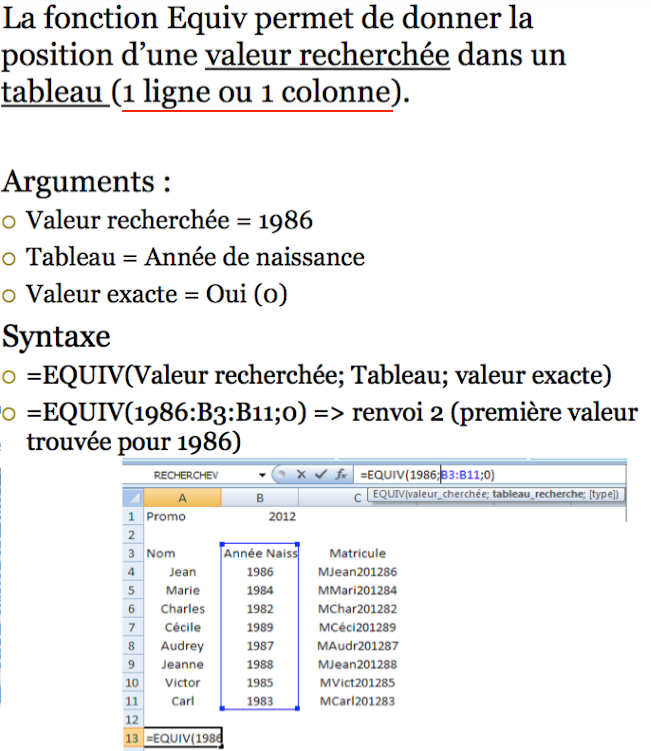 La fonction Equiv permet de donner la
position d’une valeur recherchée dans un
tableau (1 ligne ou 1 colonne).
Arguments :
Valeur recherchée = 1986
Tableau = Année de naissance
Valeur exacte = Oui (0)
Syntaxe
=EQUIV(Valeur recherchée; Tableau; valeur exacte)
=EQUIV(1986:B3:B11;0) => renvoi 2 (première valeur
trouvée pour 1986)
RECHERCHEV =EQUIV(1986;B3:B11;0)
A B C EQUIV(valeur_cherchée; tableau_recherche; [type])
1 Promo 2012
2
3 Nom Année Naiss Matricule
4 Jean 1986 MJean201286
5 Marie 1984 MMari201284
6 Charles 1982 MChar201282
7 Cécile 1989 MCéci201289
8 Audrey 1987 MAudr201287
9 Jeanne 1988 MJean201288
10 Victor 1985 MVict201285
11 Carl 1983 MCarl201283
12
13 =EQUIV(1986